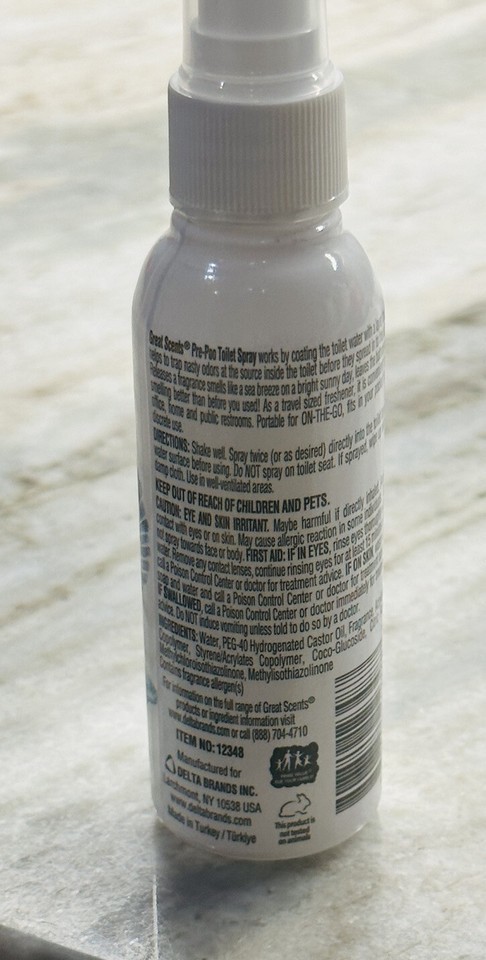 Great Scents® Pre-Poo Toilet Spray works by coating the toilet water with a
helps to trap nasty odors at the source inside the toilet before they
Releases a fragrance smells like a sea breeze on a bright sunny day, leaves the
smelling better than before you used! As a travel sized freshener, it is
office, home and public restrooms. Portable for ON-THE-GO, fits in your
discrete use.
DIRECTIONS: Shake well. Spray twice (or as desired) directly into the
water surface before using. Do NOT spray on toilet seat. If sprayed, wipe
damp cloth. Use in well-ventilated areas.
KEEP OUT OF REACH OF CHILDREN AND PETS.
CAUTION: EYE AND SKIN IRRITANT. Maybe harmful if directly
contact with eyes or on skin. May cause allergic reaction in some
not spray towards face or body. FIRST AID: IF IN EYES, rinse eyes
water. Remove any contact lenses, continue rinsing eyes for at least 15
call a Poison Control Center or doctor for treatment advice. IF ON SKIN,
soap and water and call a Poison Control Center or doctor for
IF SWALLOWED, call a Poison Control Center or doctor immediately
advice. Do NOT induce vomiting unless told to do so by a doctor.
INGREDIENTS: Water, PEG-40 Hydrogenated Castor Oil, Fragrance,
Copolymer, Styrene/Acrylates Copolymer, Coco-Glucoside,
Methylchloroisothiazolinone, Methylisothiazolinone
Contains fragrance allergen(s)
For information on the full range of Great Scents®
products or ingredient information visit
www.deltabrands.com or call (888) 704-4710
ITEM NO: 12348
Manufactured for
DELTA BRANDS INC.
Larchmont, NY 10538 USA
www.deltabrands.com
Made in Turkey / Türkiye
This product is
not tested
on animals